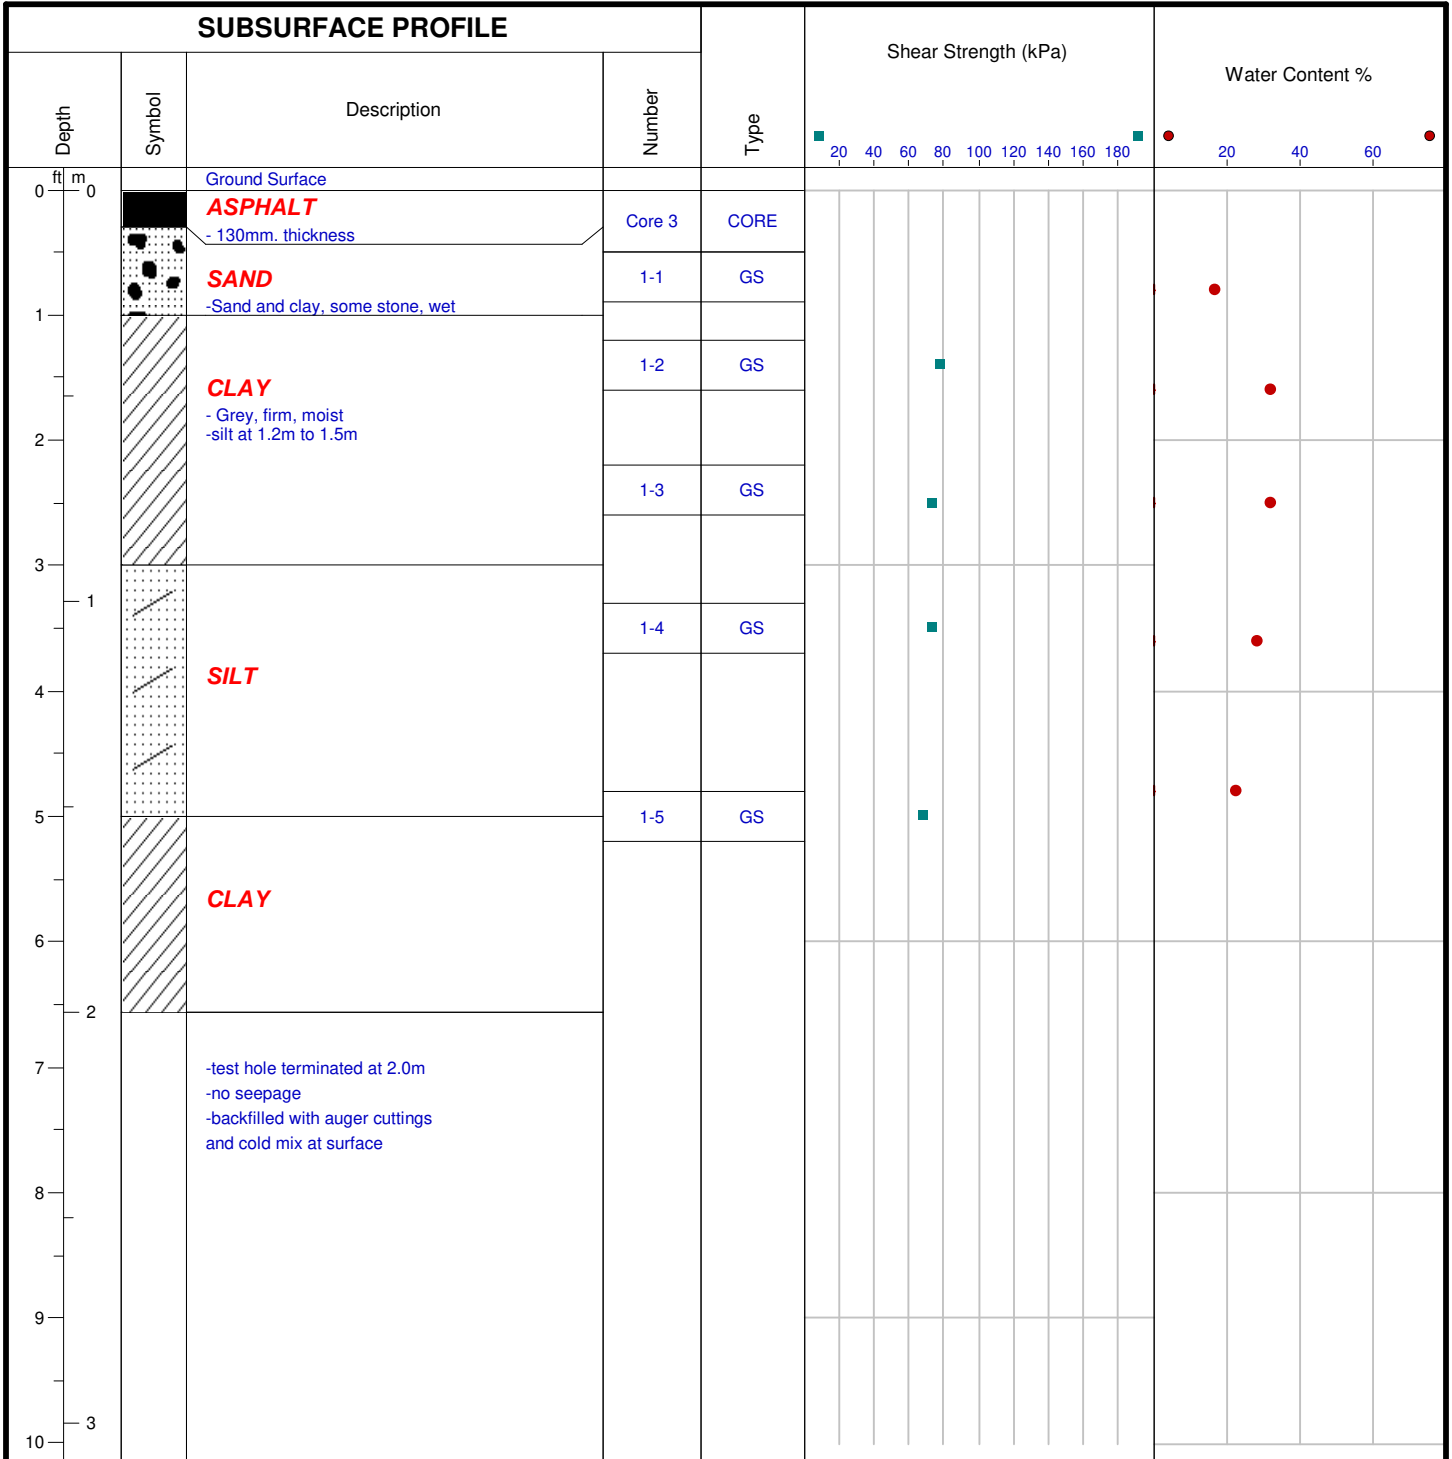 SUBSURFACE PROFILE
Depth
Symbol
Description
Number
Type
Shear Strength (kPa)
20 40 60 80 100 120 140 160 180
Water Content %
20 40 60
ft m
Ground Surface
0 0
ASPHALT
- 130mm. thickness
Core 3 CORE
SAND
-Sand and clay, some stone, wet
1-1 GS
1
1-2 GS
CLAY
- Grey, firm, moist
-silt at 1.2m to 1.5m
2
1-3 GS
3
1
1-4 GS
SILT
4
5
1-5 GS
CLAY
6
2
7
-test hole terminated at 2.0m
-no seepage
-backfilled with auger cuttings
and cold mix at surface
8
9
3
10